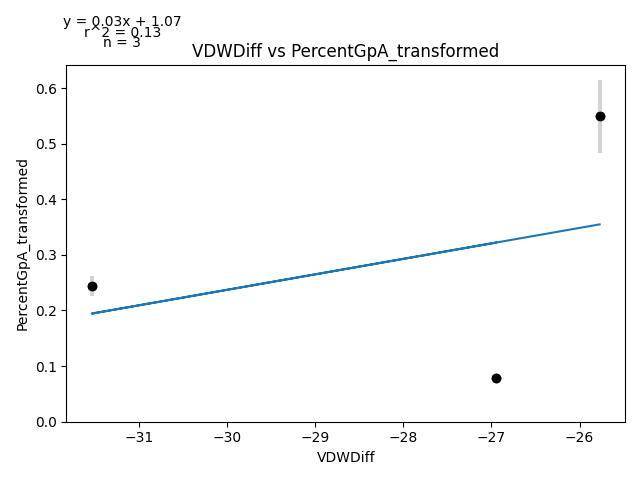 y = 0.03x + 1.07
r^2 = 0.13
n = 3
VDWDiff vs PercentGpA_transformed
PercentGpA_transformed
0.6
0.5
0.4
0.3
0.2
0.1
0.0
−31 −30 −29 −28 −27 −26
VDWDiff